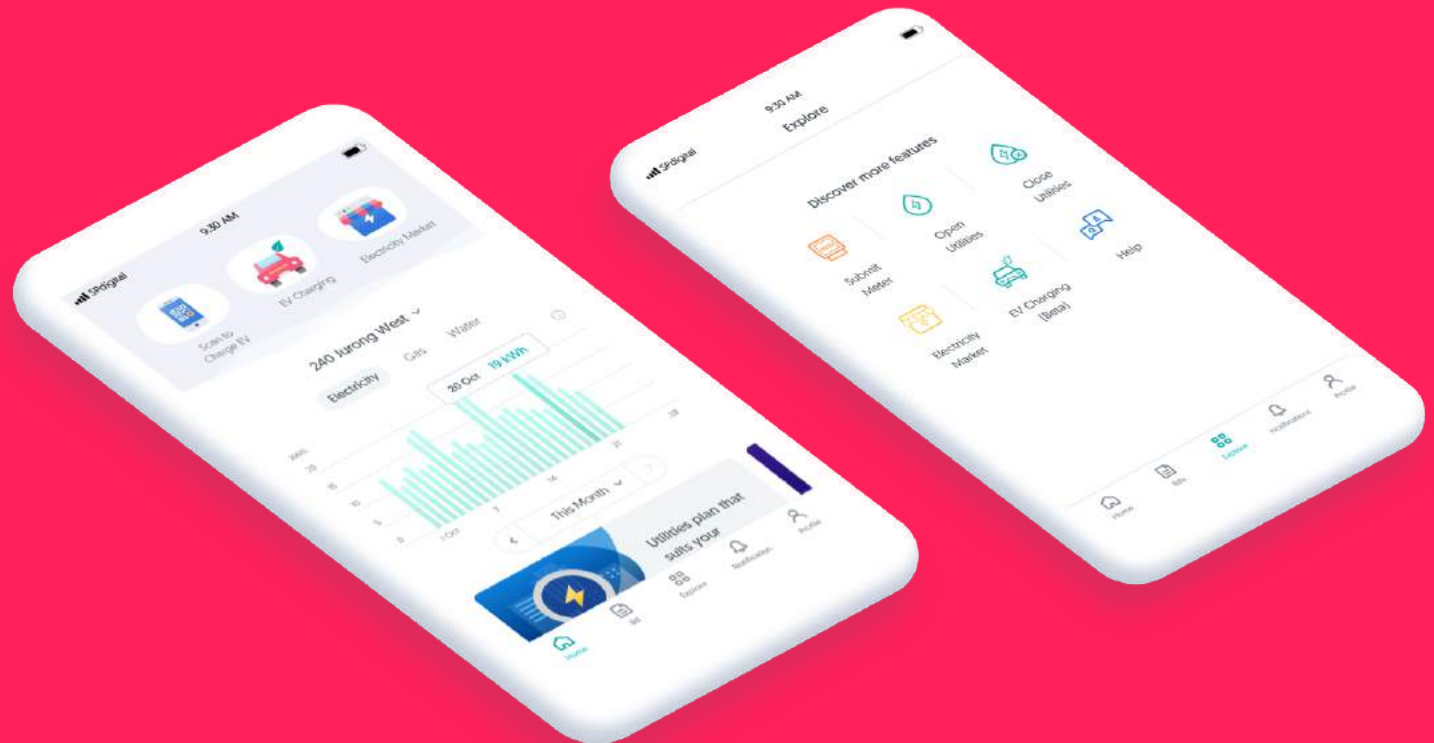 SPdigital
9:30 AM
Scan to
Charge EV
EV Charging
Electricity Market
240 Jurong West
Electricity
Gas
Water
20 Oct 19 kWh
kWh
20
15
10
5
0
1 Oct
7
14
21
28
This Month
Utilities plan that
suits your
Home
Bill
Explore
Notification
Profile
SPdigital
9:30 AM
Explore
Discover more features
Submit
Meter
Open
Utilities
Close
Utilities
Electricity
Market
EV Charging
(Beta)
Help
Home
Bills
Explore
Notifications
Profile